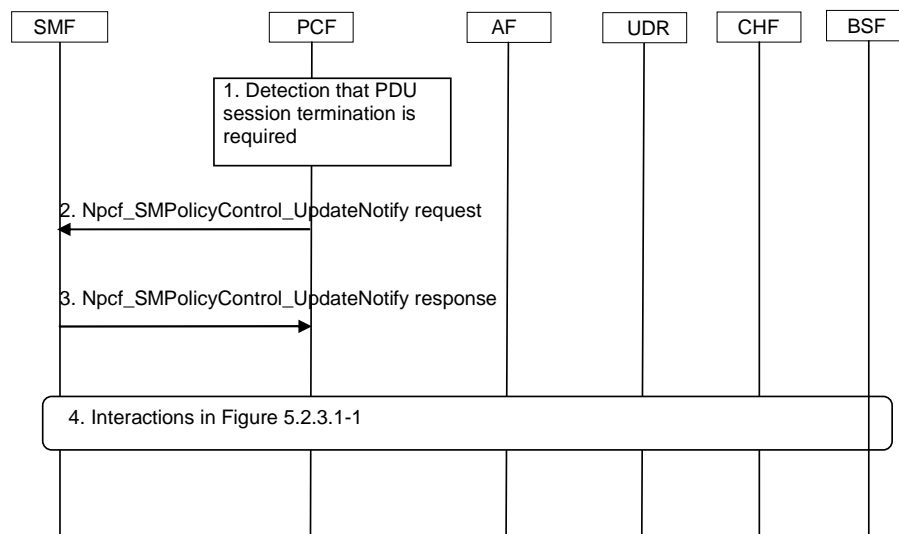 SMF PCF AF UDR CHF BSF
1. Detection that PDU
session termination is
required
2. Npcf_SMPolicyControl_UpdateNotify request
3. Npcf_SMPolicyControl_UpdateNotify response
4. Interactions in Figure 5.2.3.1-1